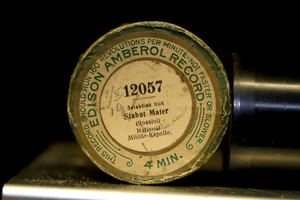 THIS RECORD SHOULD RUN 160 REVOLUTIONS PER MINUTE-NOT FASTER OR SLOWER.
EDISON AMBEROL RECORD
12057
Selektion aus
Stabat Mater
(Rossini)
National
Militär-Kapelle.
4 MIN.